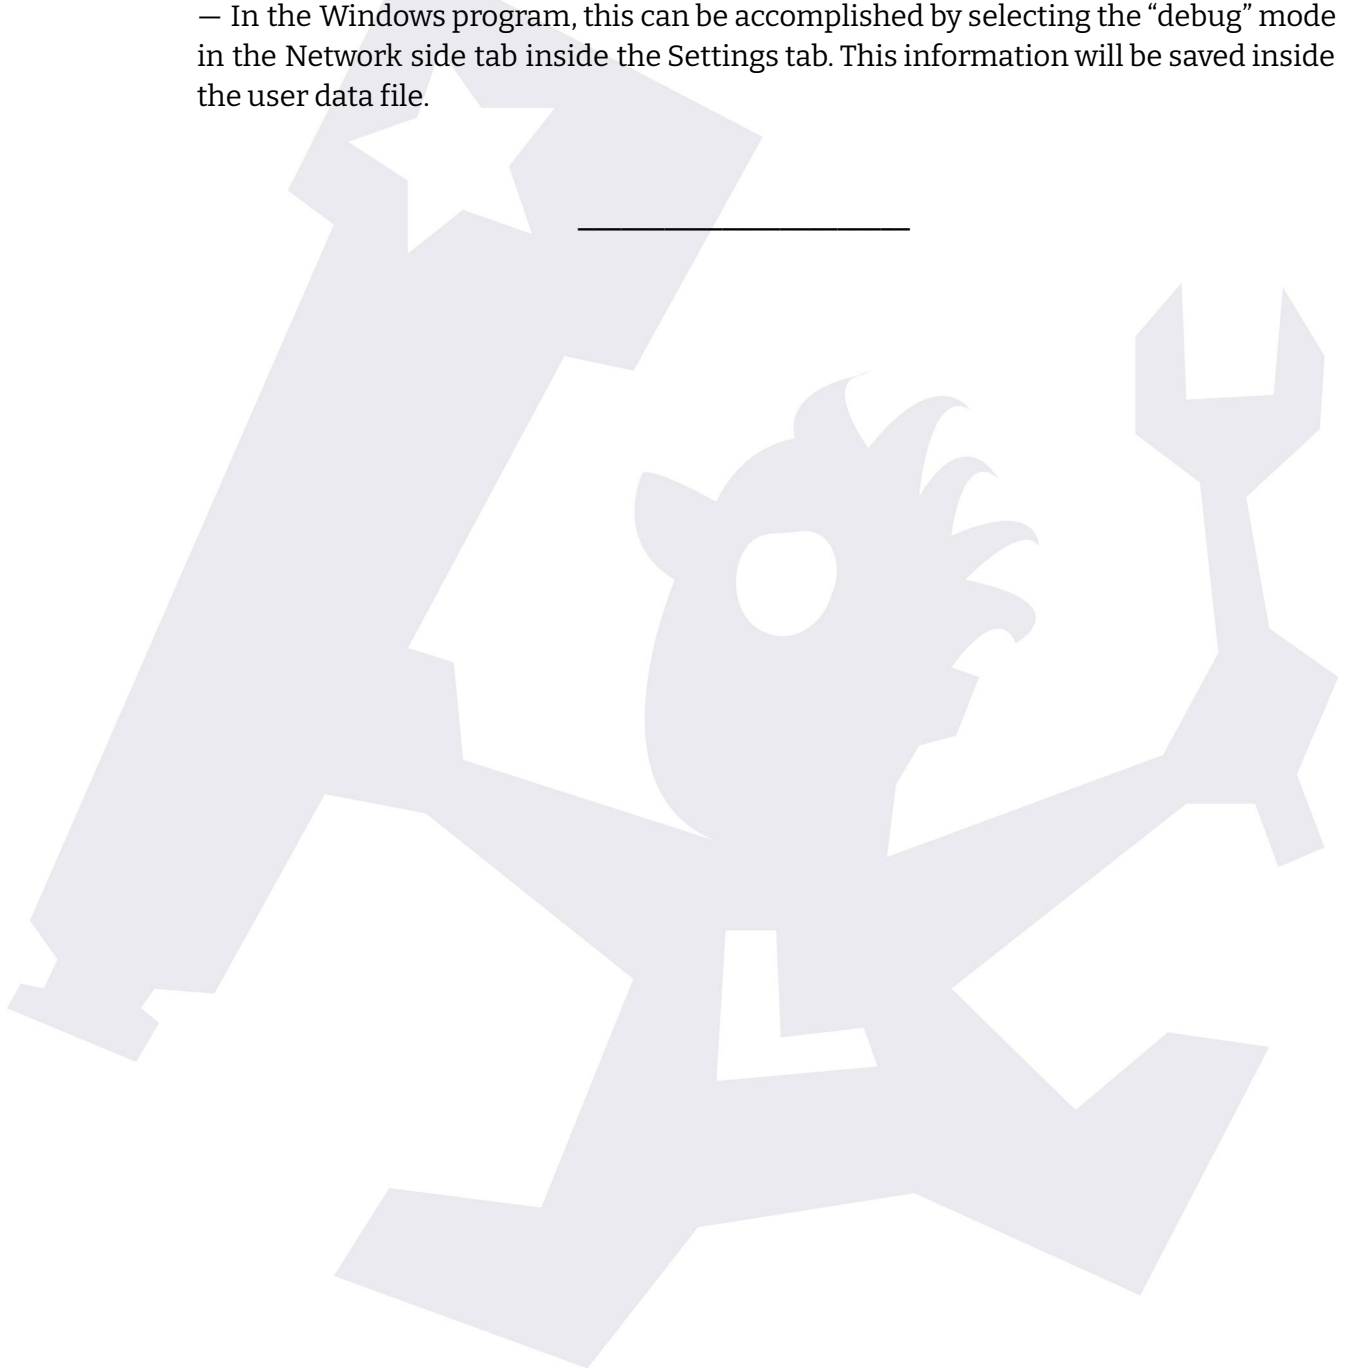 — In the Windows program, this can be accomplished by selecting the “debug” mode
in the Network side tab inside the Settings tab. This information will be saved inside
the user data file.
L